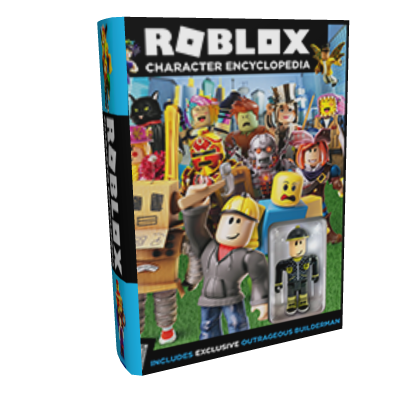 ROBLOX
CHARACTER ENCYCLOPEDIA
ROBLOX
INCLUDES EXCLUSIVE OUTRAGEOUS BUILDERMAN